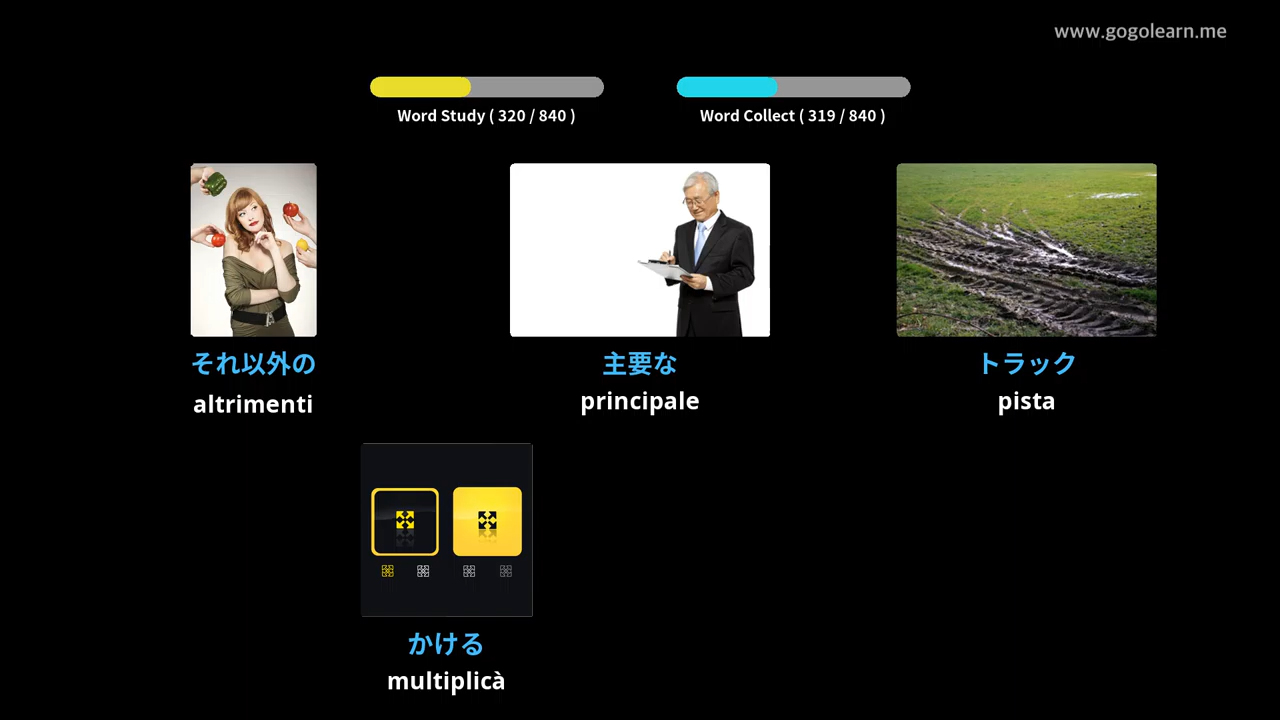 www.gogolearn.me
Word Study ( 320 / 840 )
Word Collect ( 319 / 840 )
それ以外の
altrimenti
主要な
principale
トラック
pista
かける
multiplicà